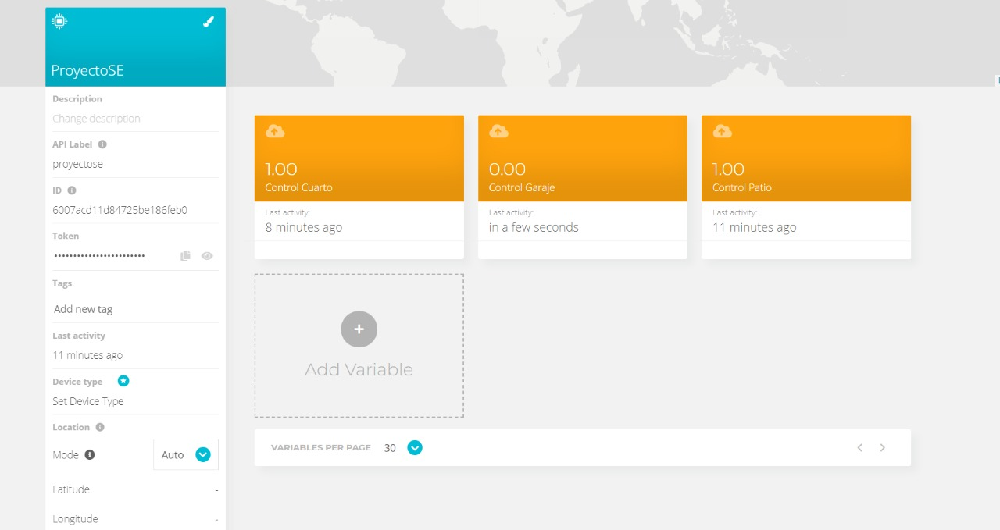 ProyectoSE
Description
Change description
API Label
proyectose
ID
6007acd11d84725be186feb0
Token
••••••••••••••••••••••••
Tags
Add new tag
Last activity
11 minutes ago
Device type
Set Device Type
Location
Mode Auto
Latitude -
Longitude -
1.00
Control Cuarto
Last activity:
8 minutes ago
0.00
Control Garaje
Last activity:
in a few seconds
1.00
Control Patio
Last activity:
11 minutes ago
Add Variable
VARIABLES PER PAGE 30